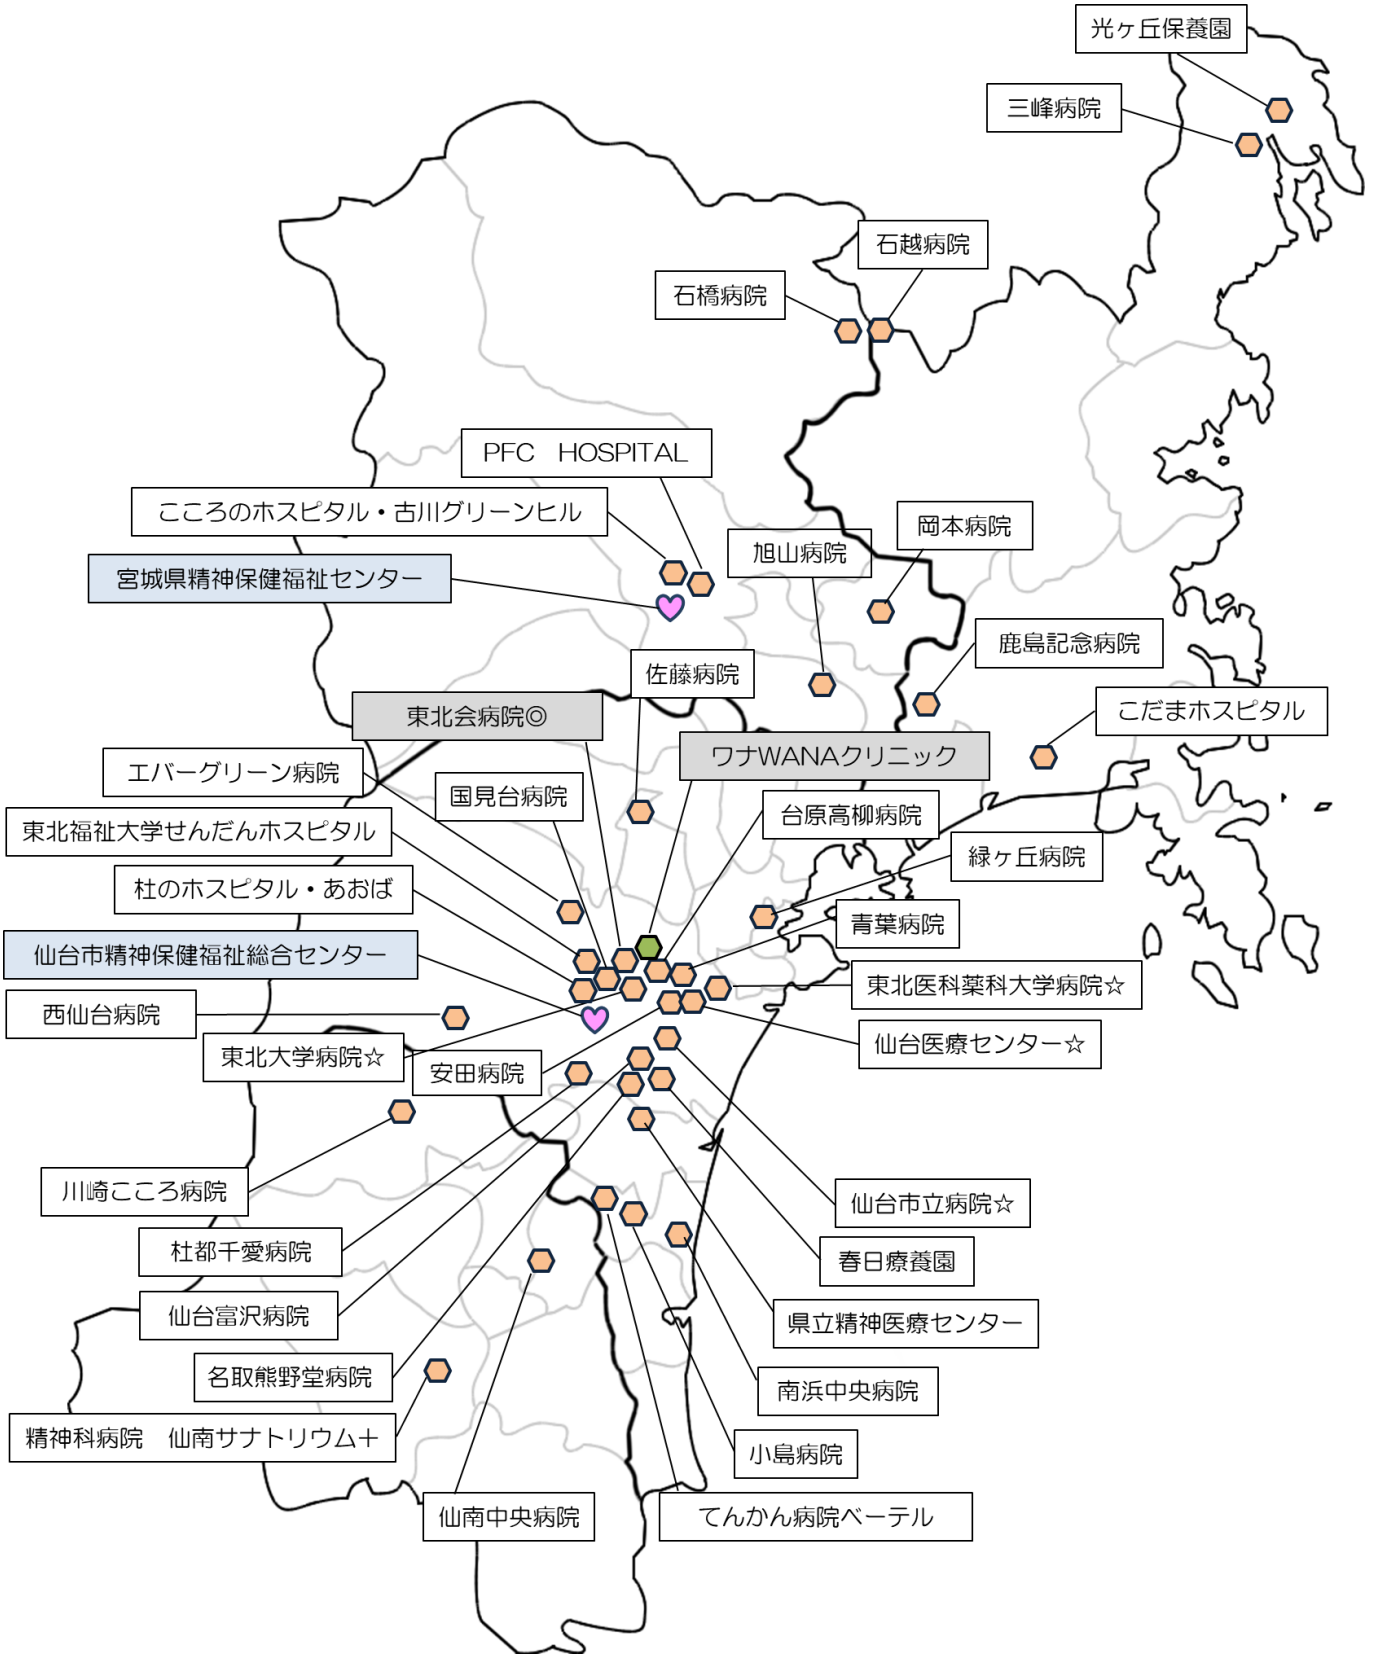 光ヶ丘保養園
三峰病院
石越病院
石橋病院
PFC　HOSPITAL
こころのホスピタル・古川グリーンヒル
岡本病院
旭山病院
宮城県精神保健福祉センター
鹿島記念病院
佐藤病院
こだまホスピタル
東北会病院◎
ワナWANAクリニック
エバーグリーン病院
国見台病院
台原高柳病院
東北福祉大学せんだんホスピタル
緑ヶ丘病院
杜のホスピタル・あおば
青葉病院
仙台市精神保健福祉総合センター
東北医科薬科大学病院☆
西仙台病院
仙台医療センター☆
東北大学病院☆
安田病院
川崎こころ病院
仙台市立病院☆
杜都千愛病院
春日療養園
仙台富沢病院
県立精神医療センター
名取熊野堂病院
南浜中央病院
精神科病院　仙南サナトリウム＋
小島病院
仙南中央病院
てんかん病院ベーテル